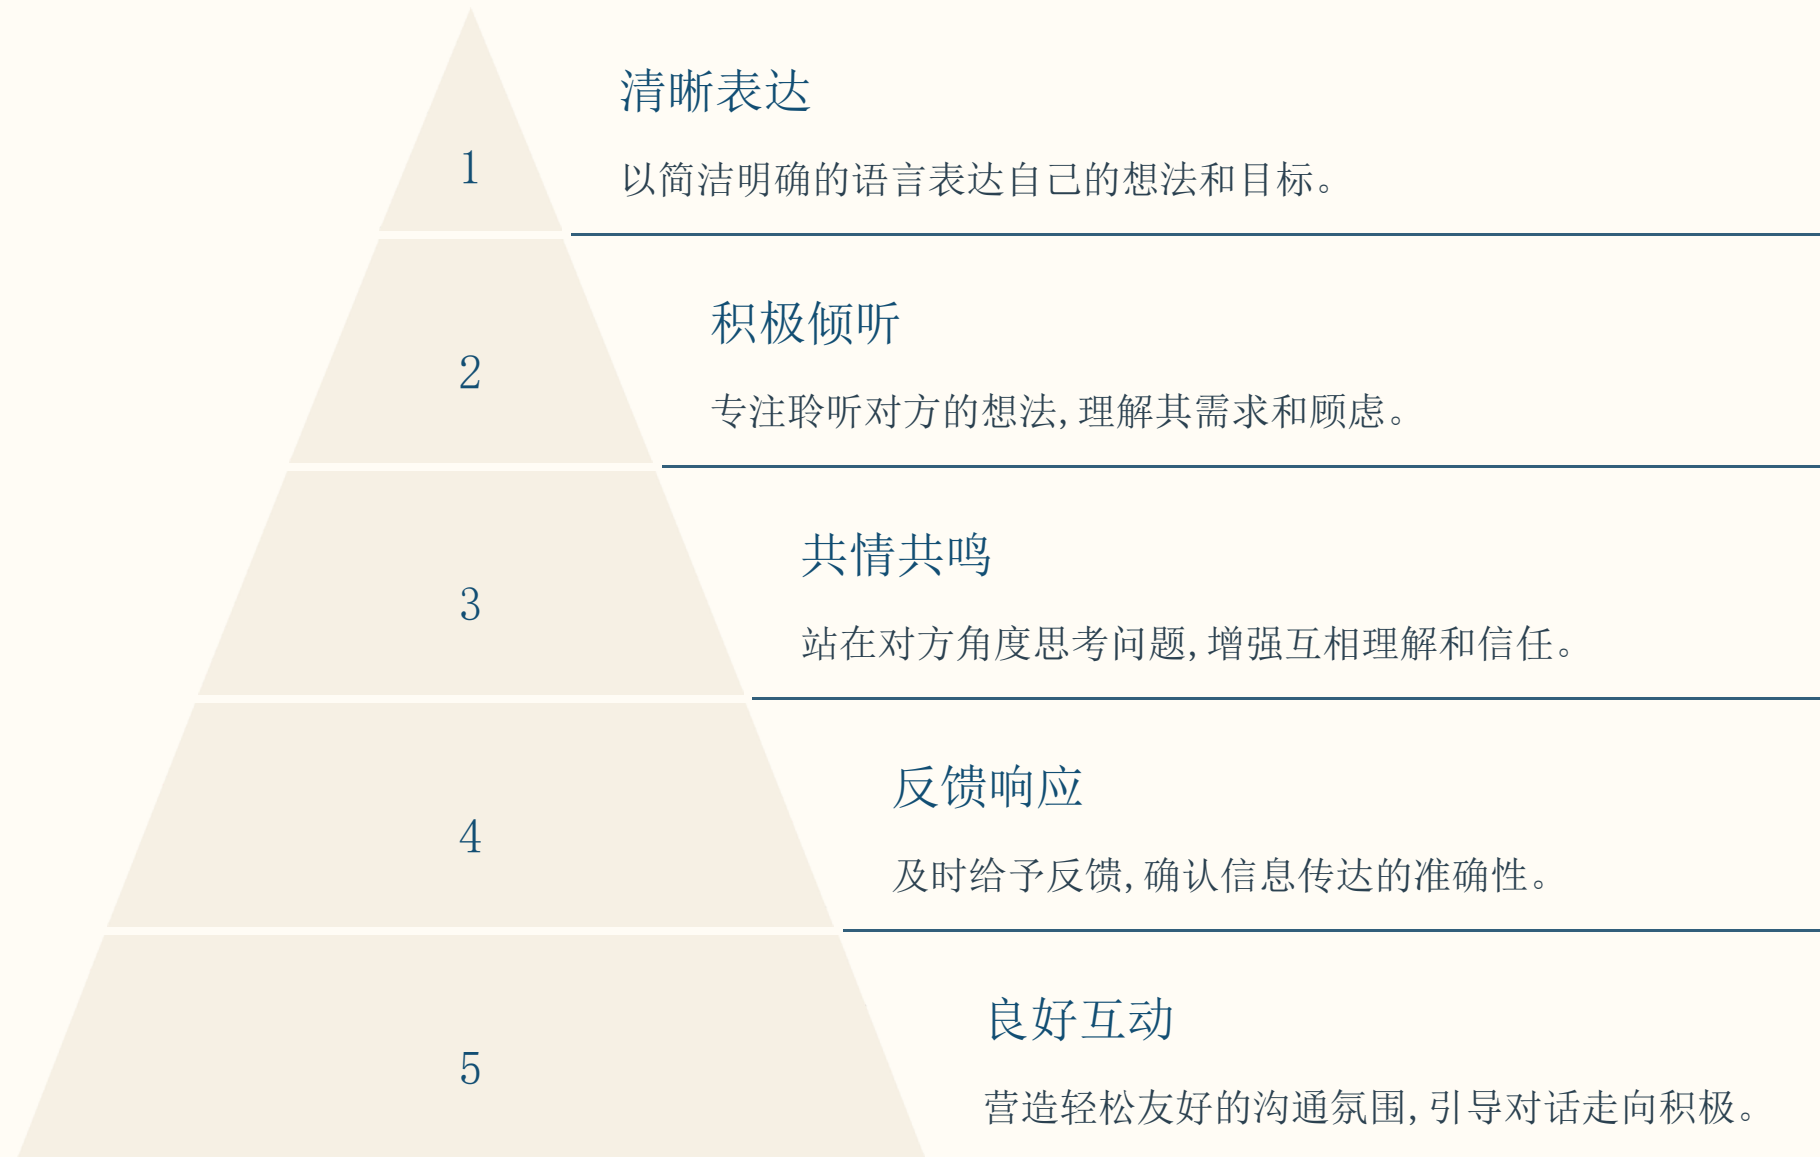 清晰表达
1
以简洁明确的语言表达自己的想法和目标。
积极倾听
2
专注聆听对方的想法,理解其需求和顾虑。
共情共鸣
3
站在对方角度思考问题,增强互相理解和信任。
反馈响应
4
及时给予反馈,确认信息传达的准确性。
良好互动
5
营造轻松友好的沟通氛围,引导对话走向积极。